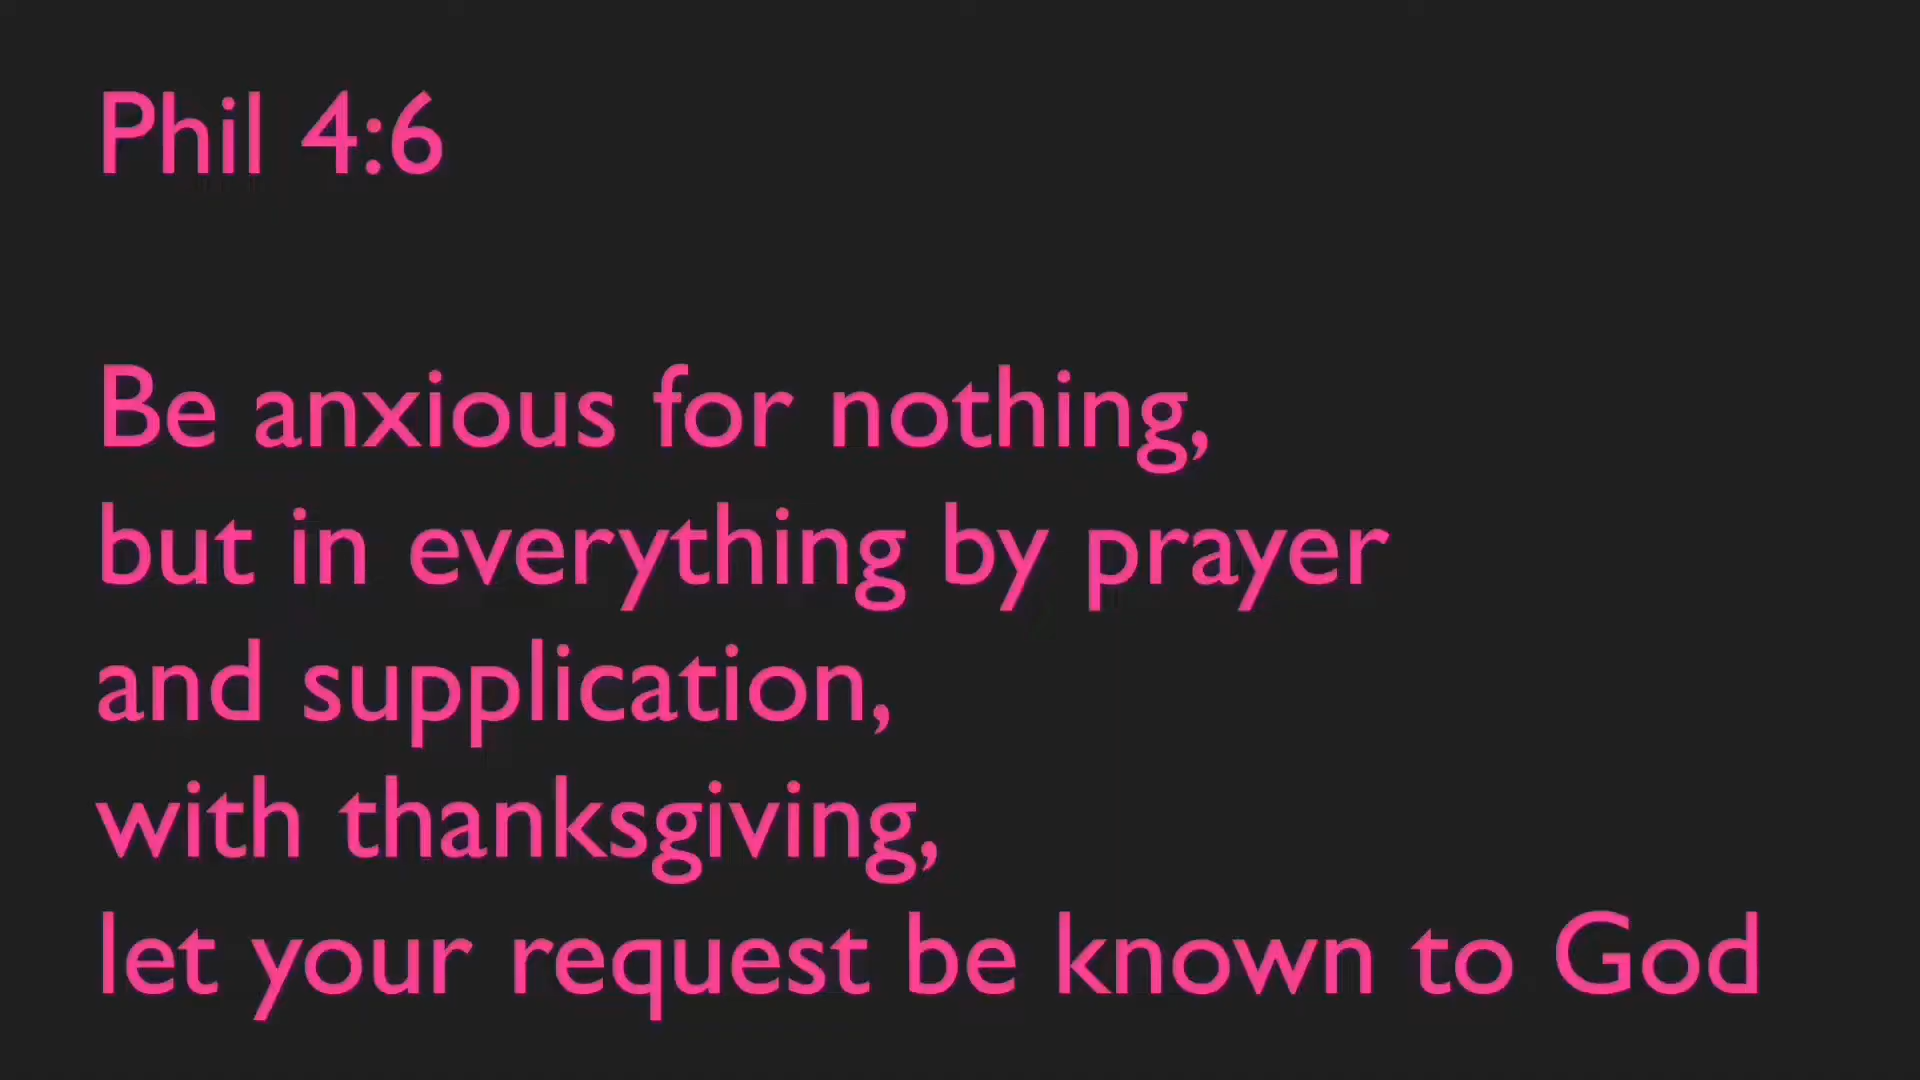 Phil 4:6
Be anxious for nothing,
but in everything by prayer
and supplication,
with thanksgiving,
let your request be known to God